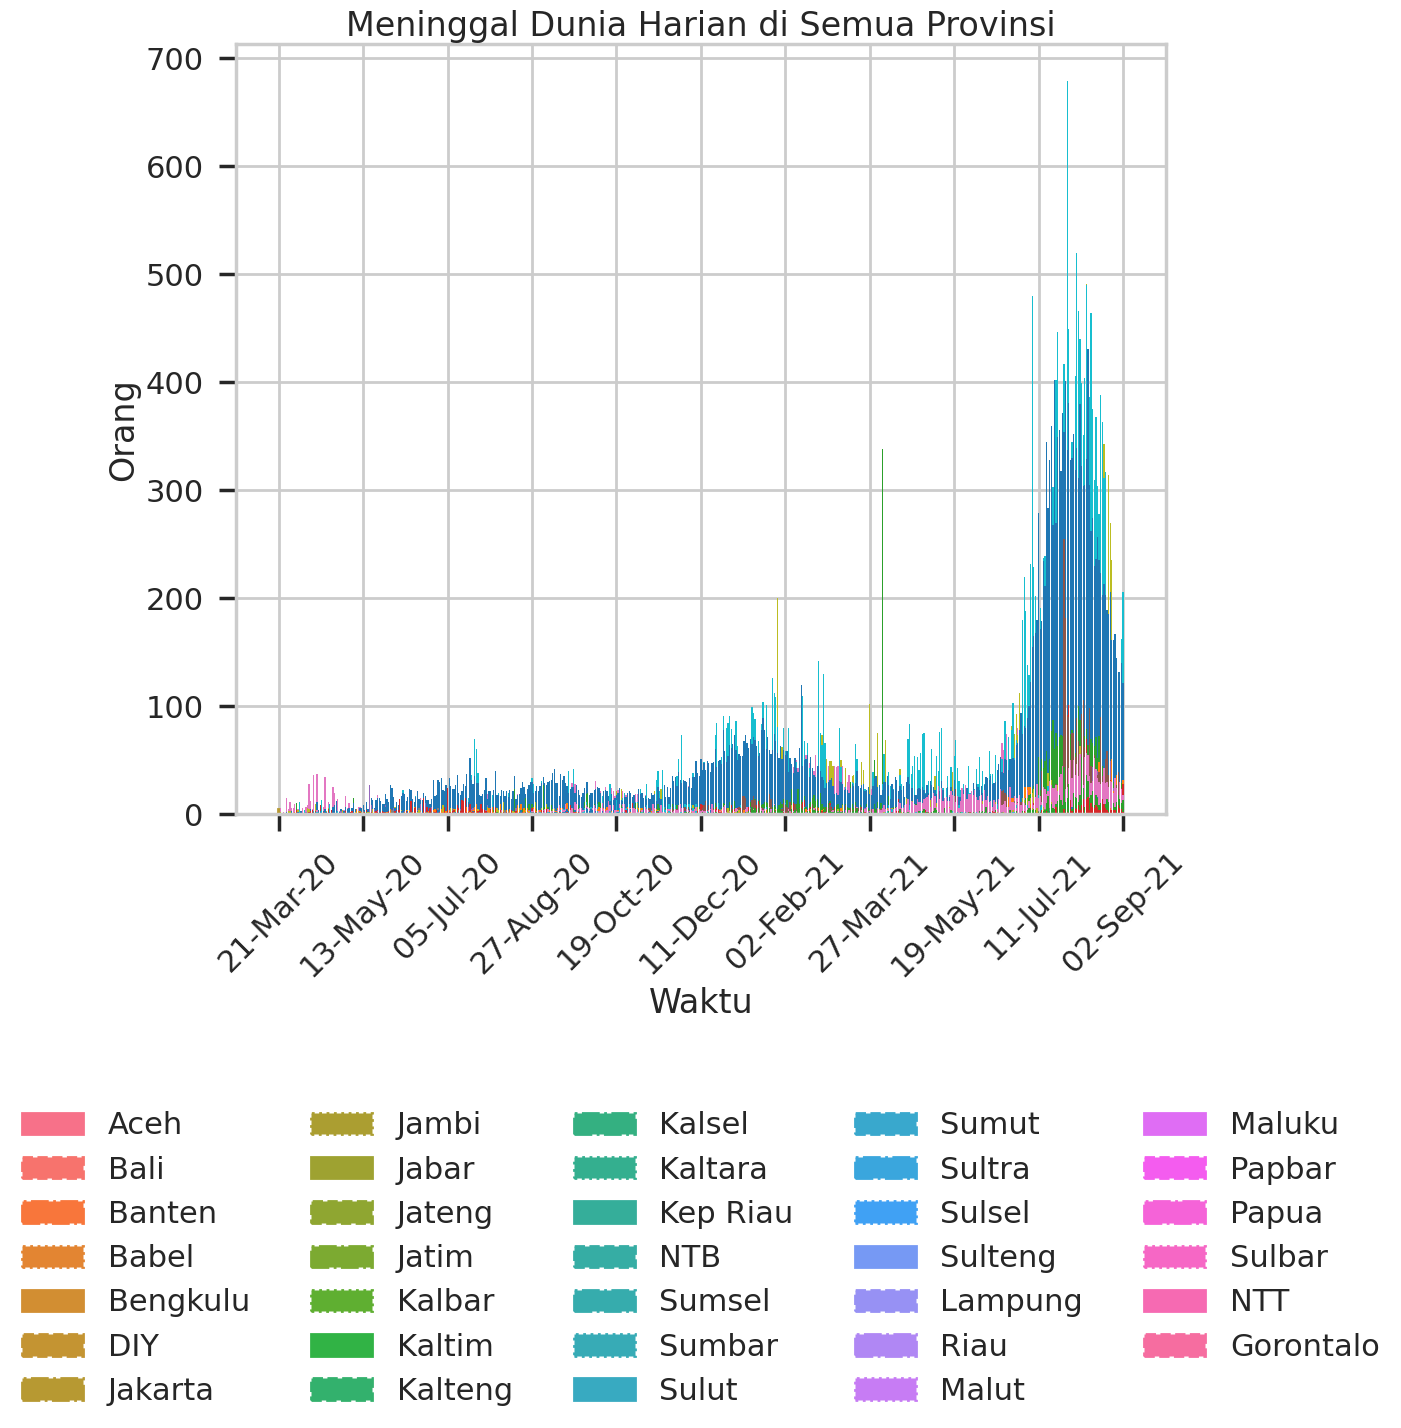 Meninggal Dunia Harian di Semua Provinsi
700
600
500
400
300
200
100
0
Orang
21-Mar-20
13-May-20
05-Jul-20
27-Aug-20
19-Oct-20
11-Dec-20
02-Feb-21
27-Mar-21
19-May-21
11-Jul-21
02-Sep-21
Waktu
Aceh
Bali
Banten
Babel
Bengkulu
DIY
Jakarta
Jambi
Jabar
Jateng
Jatim
Kalbar
Kaltim
Kalteng
Kalsel
Kaltara
Kep Riau
NTB
Sumsel
Sumbar
Sulut
Sumut
Sultra
Sulsel
Sulteng
Lampung
Riau
Malut
Maluku
Papbar
Papua
Sulbar
NTT
Gorontalo